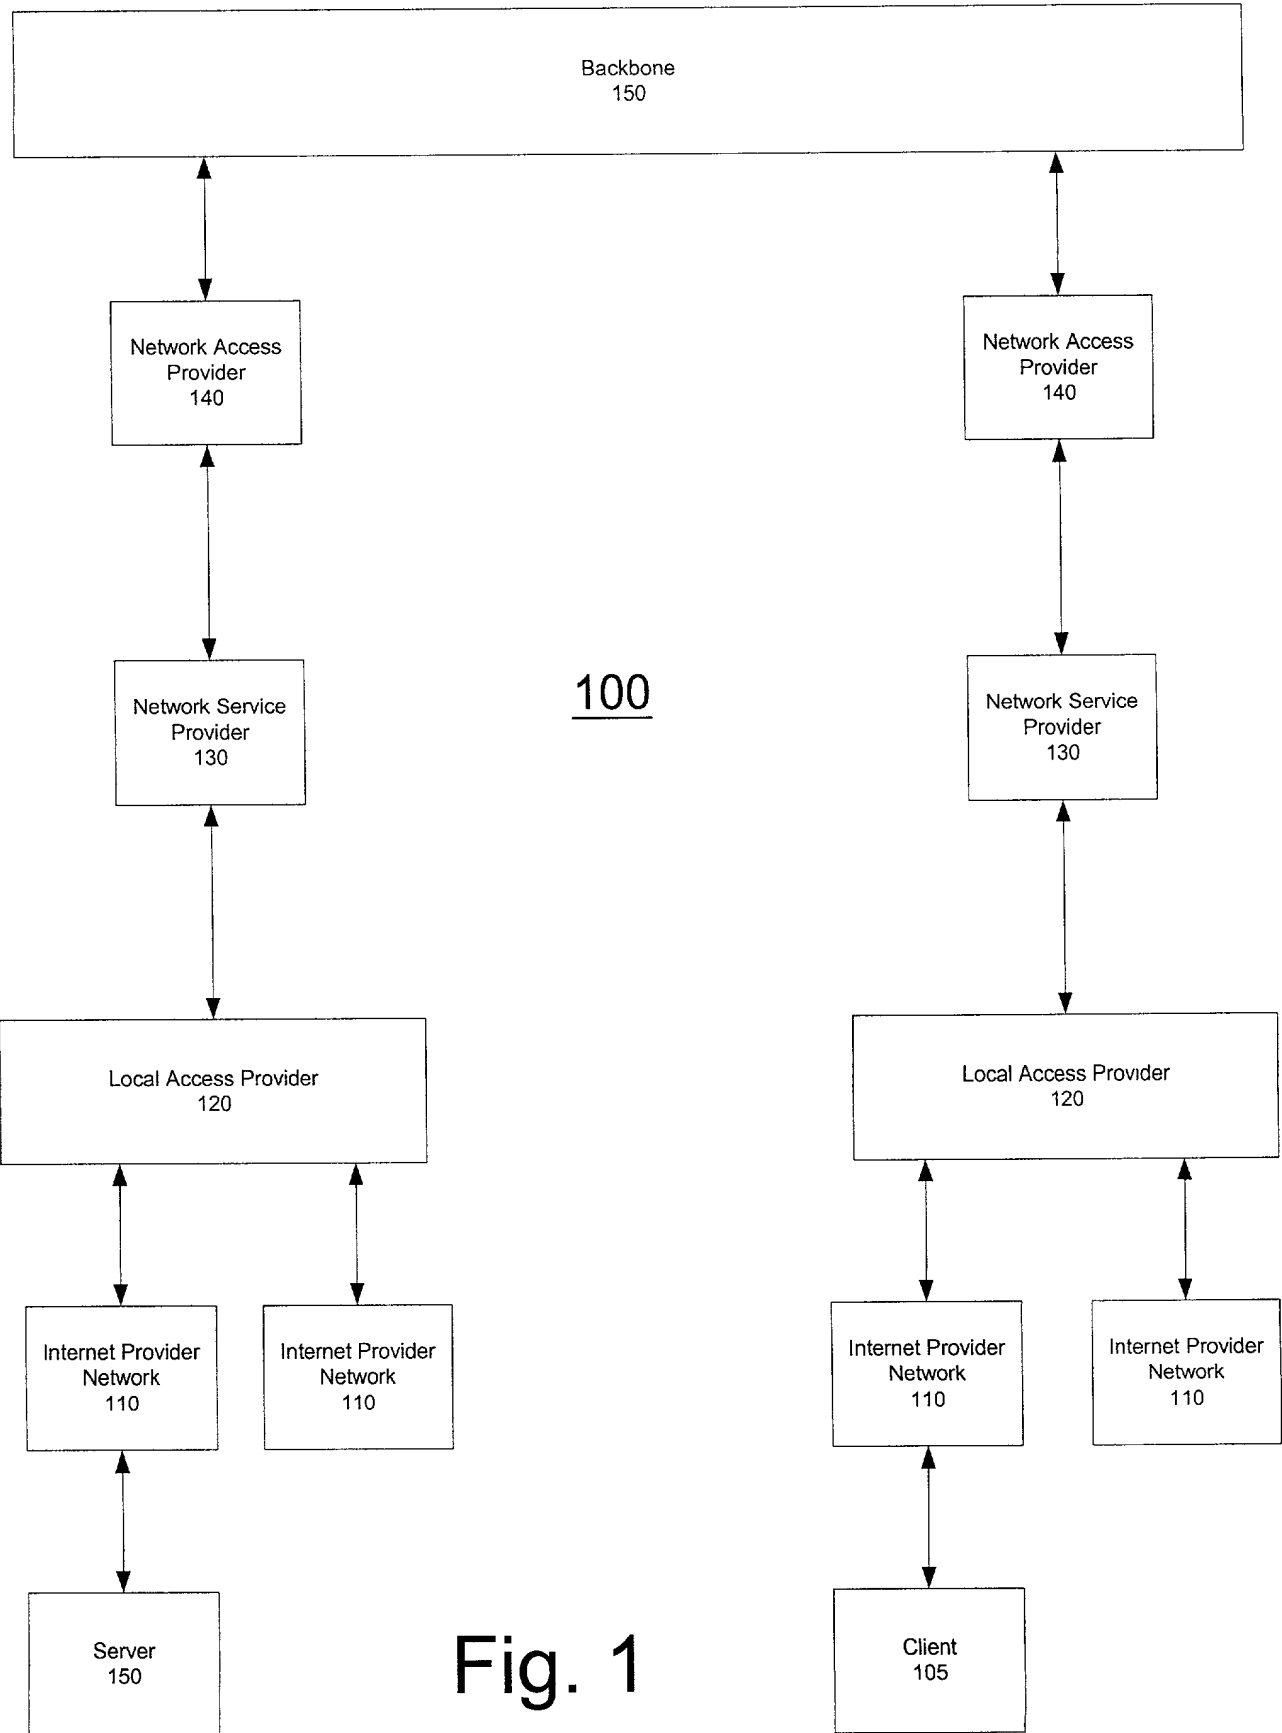 Backbone
150
Network Access
Provider
140
Network Access
Provider
140
Network Service
Provider
130
100
Network Service
Provider
130
Local Access Provider
120
Local Access Provider
120
Internet Provider
Network
110
Internet Provider
Network
110
Internet Provider
Network
110
Internet Provider
Network
110
Server
150
Fig. 1
Client
105